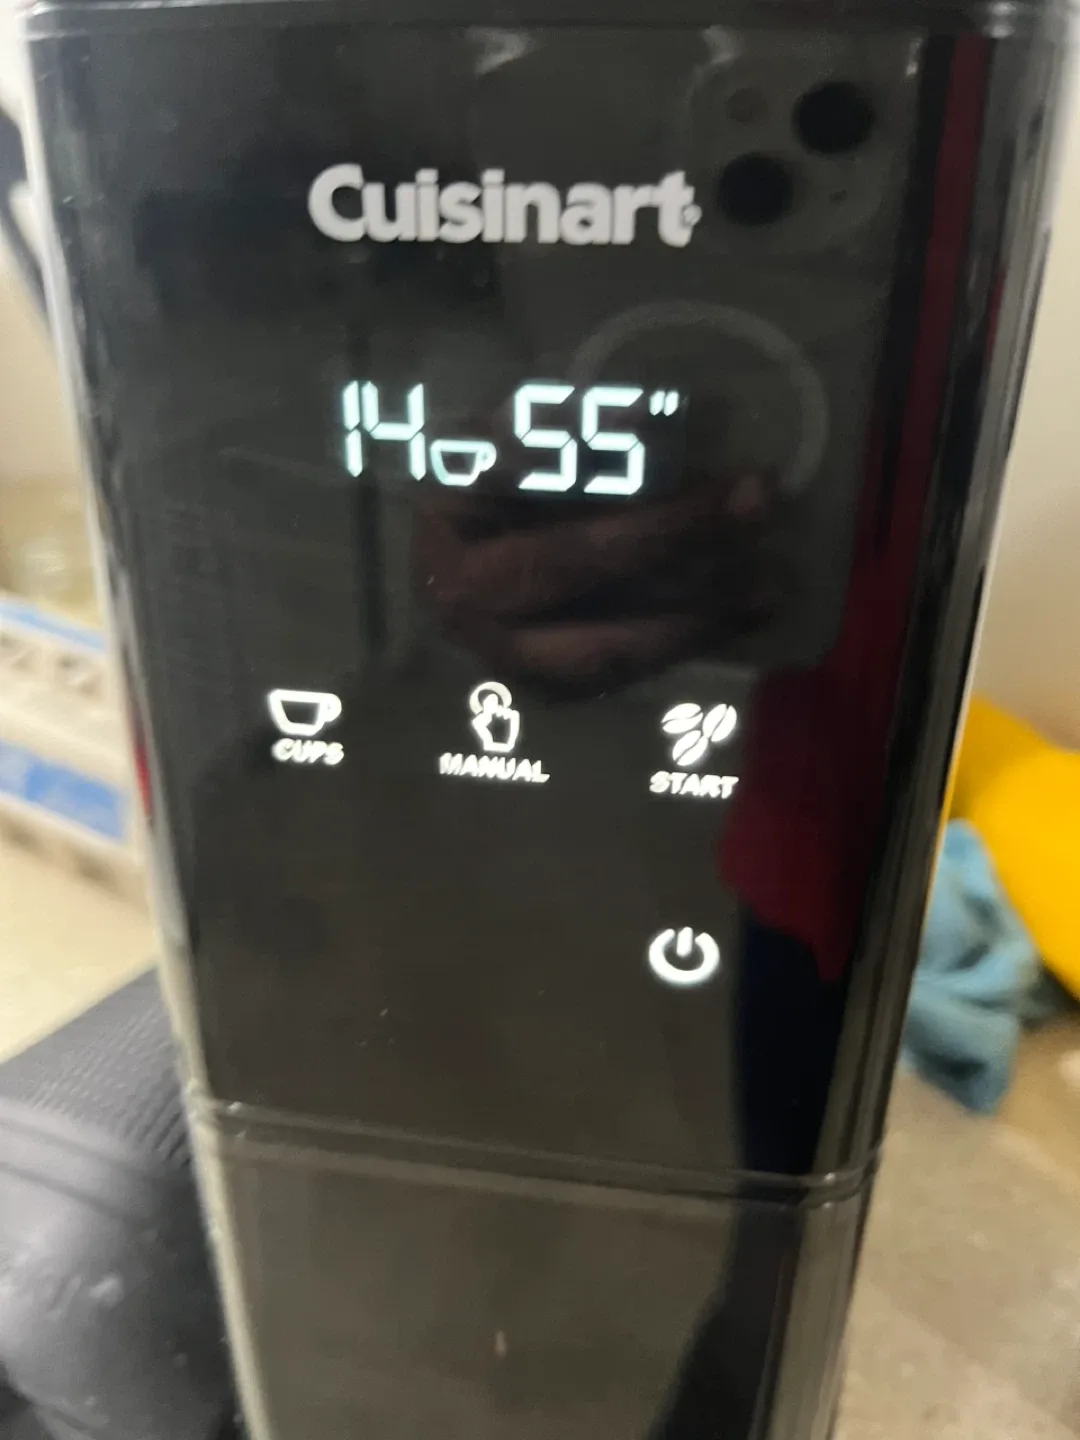 Cuisinart
14 55"
CUPS MANUAL START